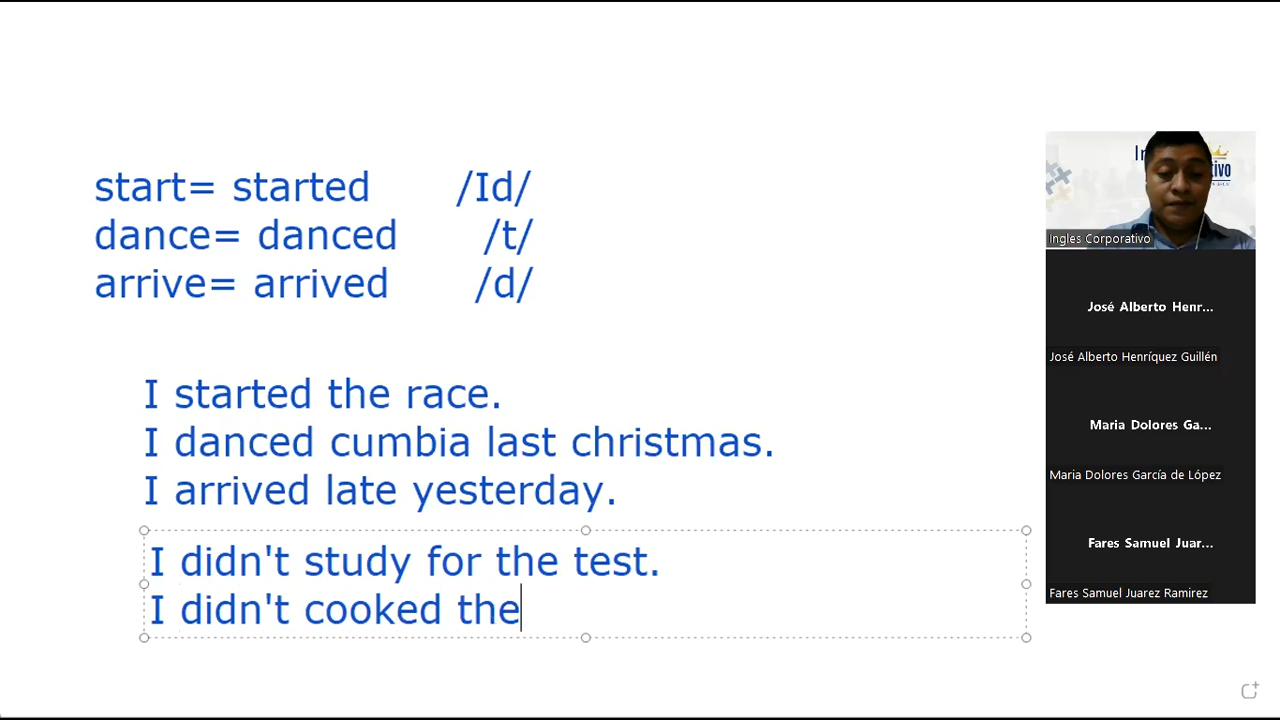 start= started /Id/
dance= danced /t/
arrive= arrived /d/
I started the race.
I danced cumbia last christmas.
I arrived late yesterday.
I didn't study for the test.
I didn't cooked the
Ingles Corporativo
José Alberto Henr...
José Alberto Henríquez Guillén
Maria Dolores Ga...
Maria Dolores García de López
Fares Samuel Juar...
Fares Samuel Juarez Ramirez